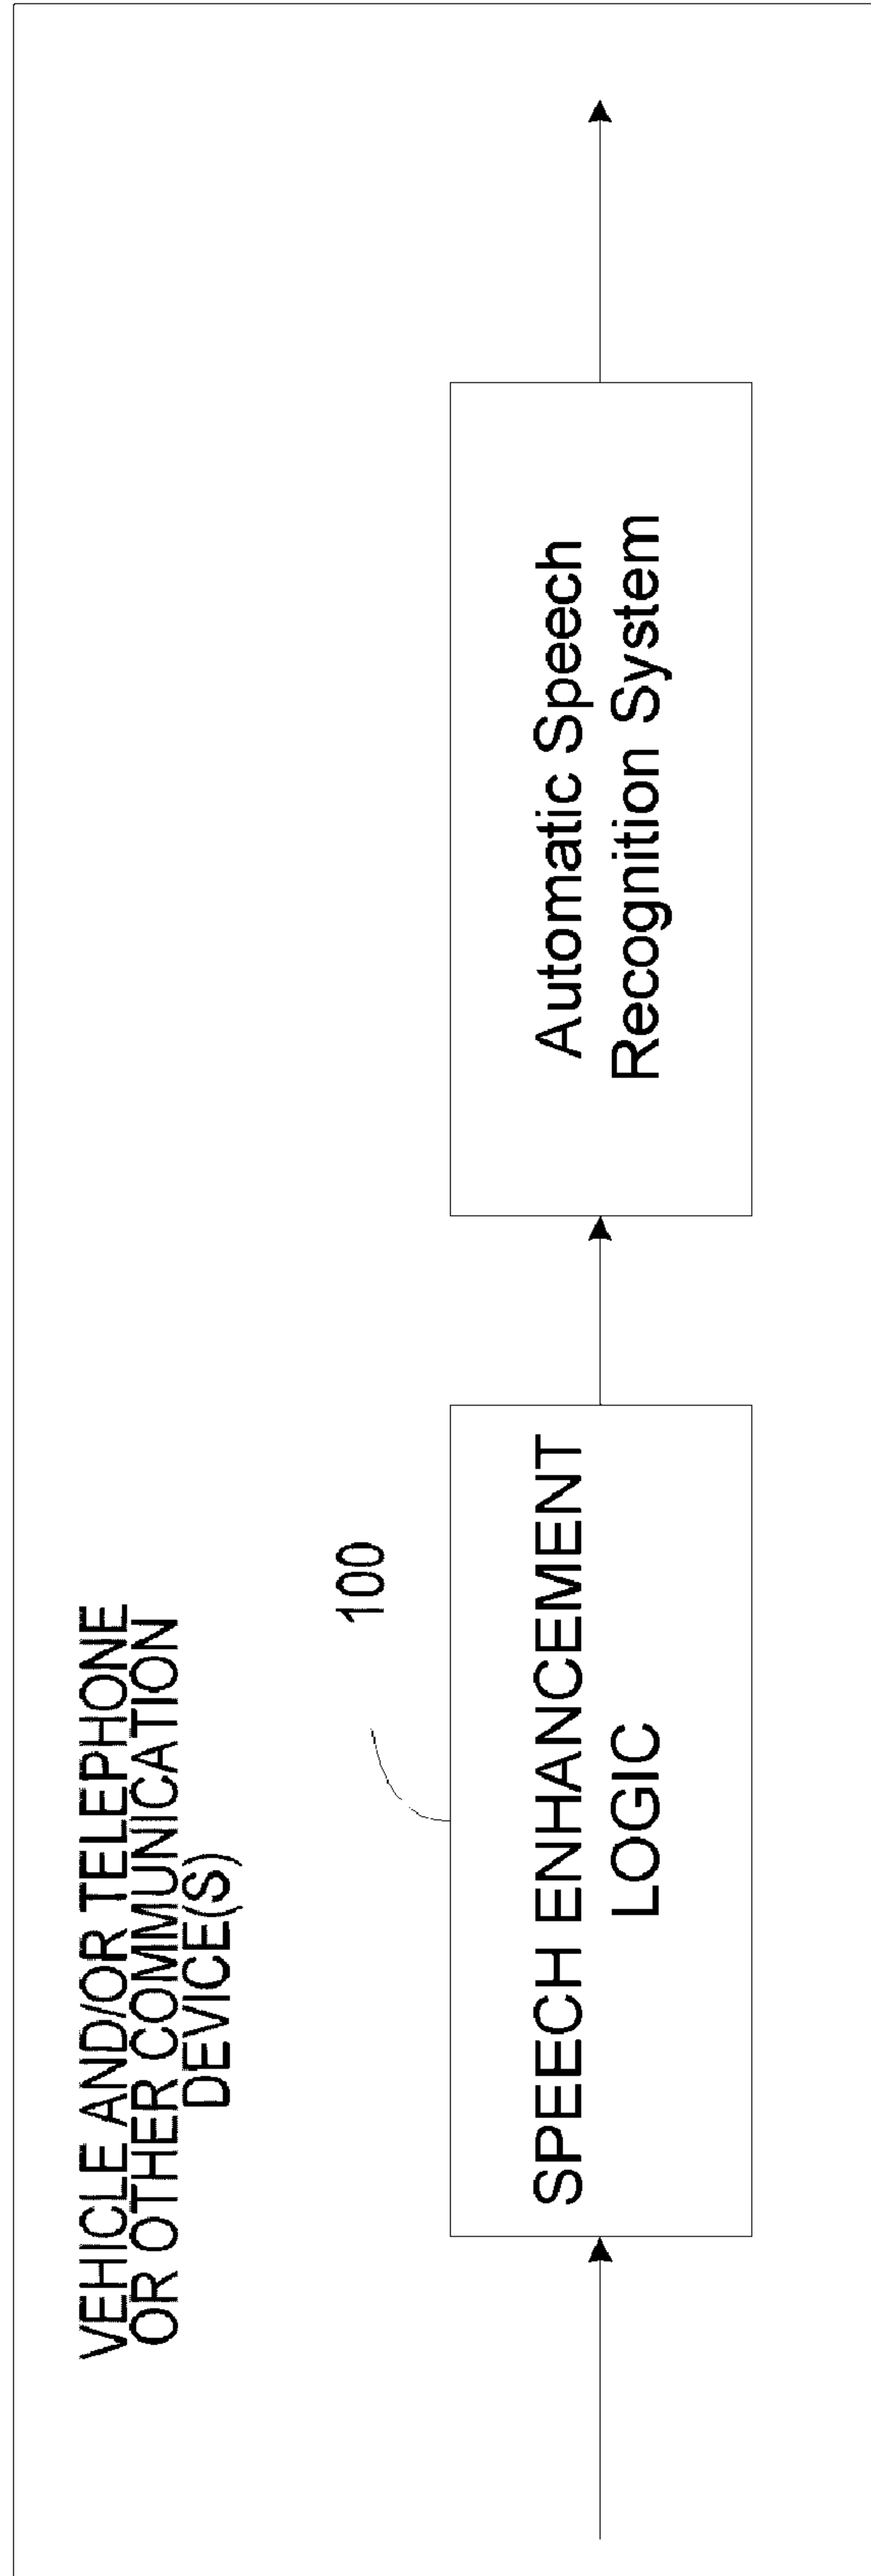 VEHICLE AND/OR TELEPHONE
OR OTHER COMMUNICATION
DEVICE(S)
100
SPEECH ENHANCEMENT
LOGIC
Automatic Speech
Recognition System